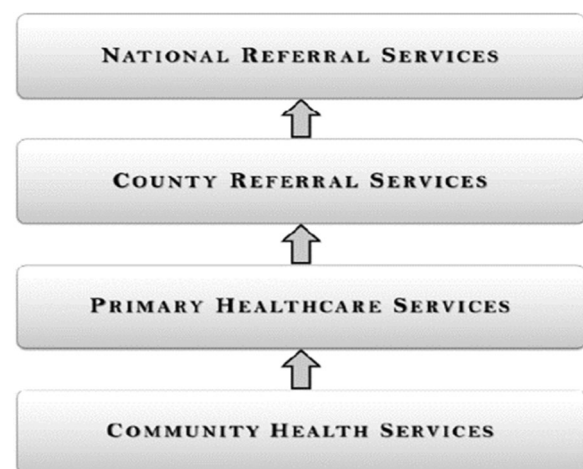 NATIONAL REFERRAL SERVICES
COUNTY REFERRAL SERVICES
PRIMARY HEALTHCARE SERVICES
COMMUNITY HEALTH SERVICES